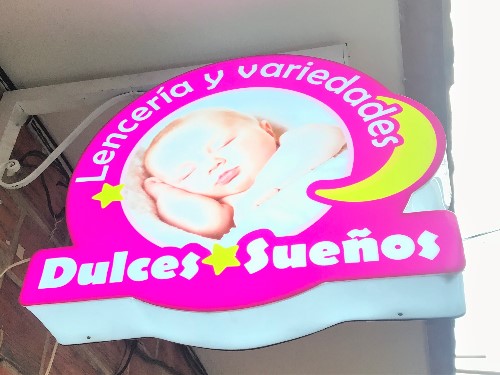 Lencería y variedades
Dulces Sueños